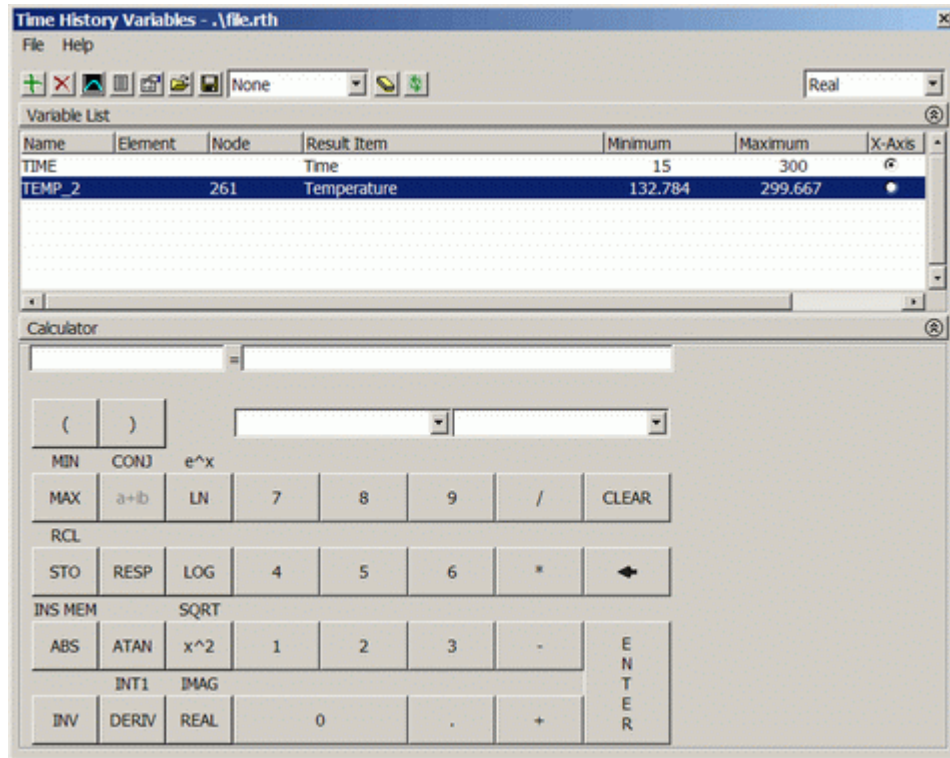 Time History Variables - .\file.rth
File Help
None Real
Variable List
Name Element Node Result Item Minimum Maximum X-Axis
TIME Time 15 300
TEMP_2 261 Temperature 132.784 299.667
Calculator
=
( )
MIN CONJ e^x
MAX a+ib LN 7 8 9 / CLEAR
RCL
STO RESP LOG 4 5 6 *
INS MEM SQRT
ABS ATAN x^2 1 2 3 - ENTER
INT1 IMAG
INV DERIV REAL 0 . +